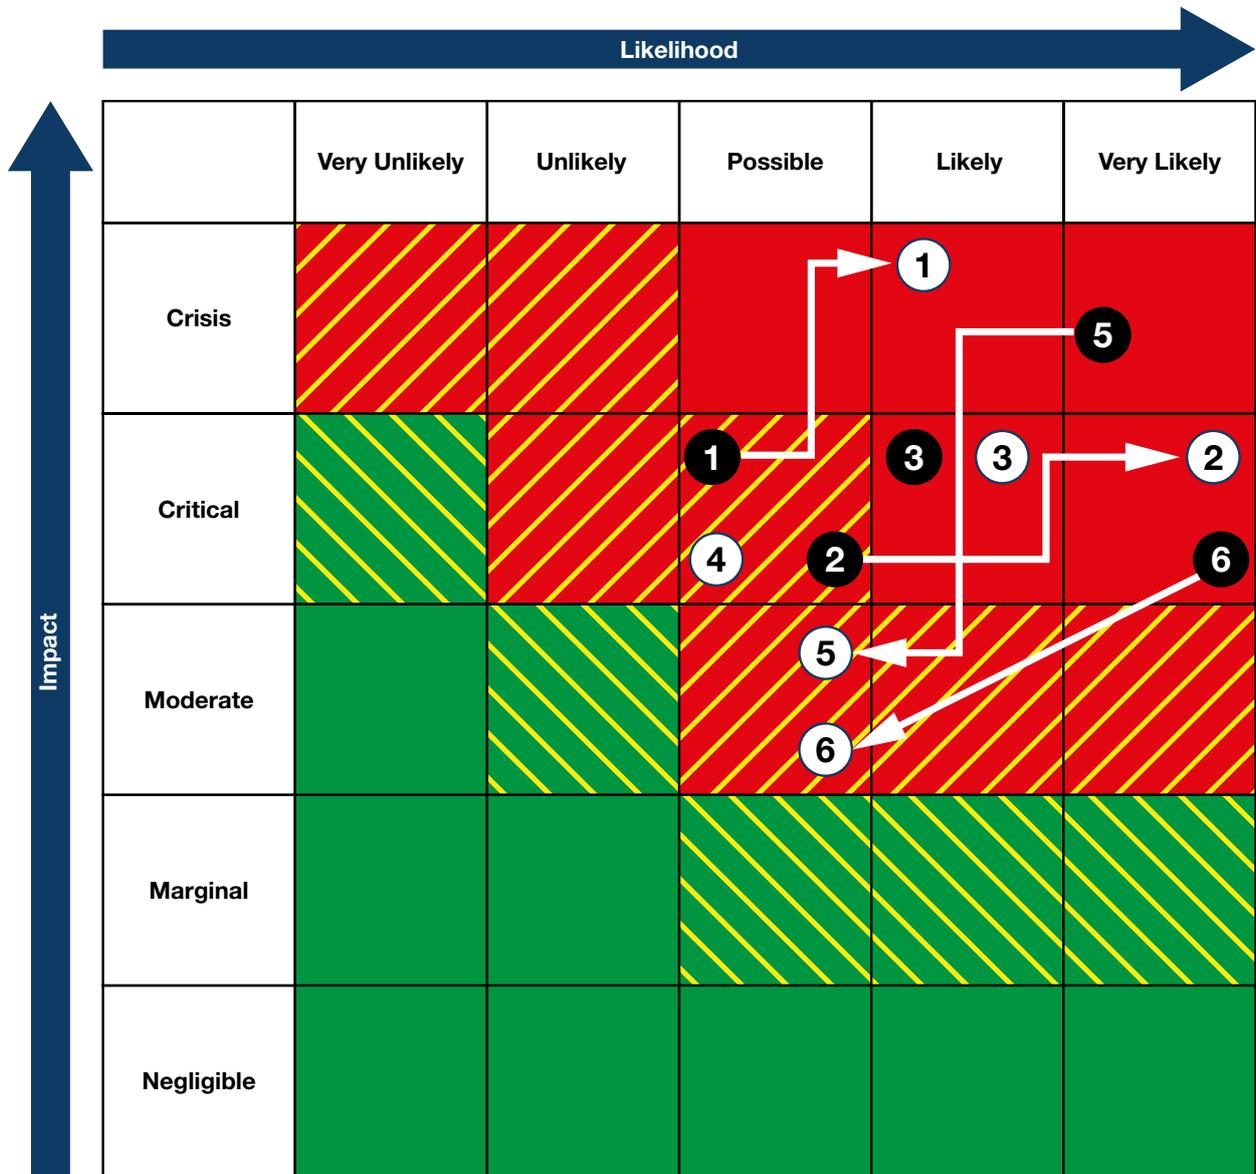 Likelihood
Impact
Very Unlikely
Unlikely
Possible
Likely
Very Likely
Crisis
1
5
Critical
1
3
3
2
4
2
6
Moderate
5
6
Marginal
Negligible